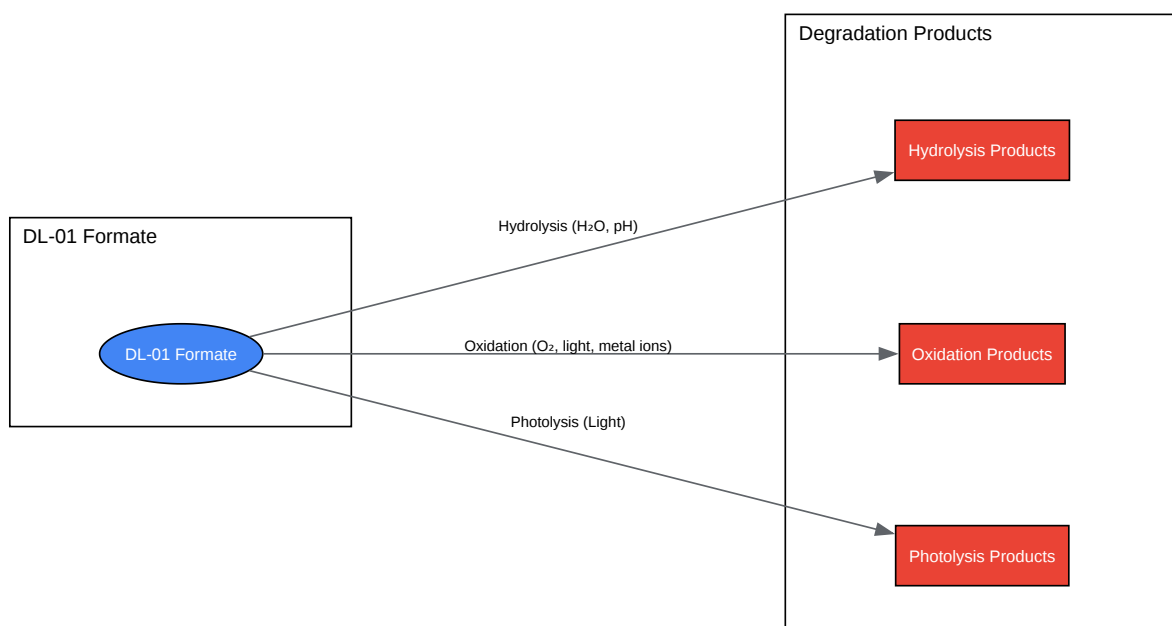 Degradation Products
Hydrolysis Products
Hydrolysis (H₂O, pH)
DL-01 Formate
DL-01 Formate
Oxidation (O₂, light, metal ions)
Oxidation Products
Photolysis (Light)
Photolysis Products